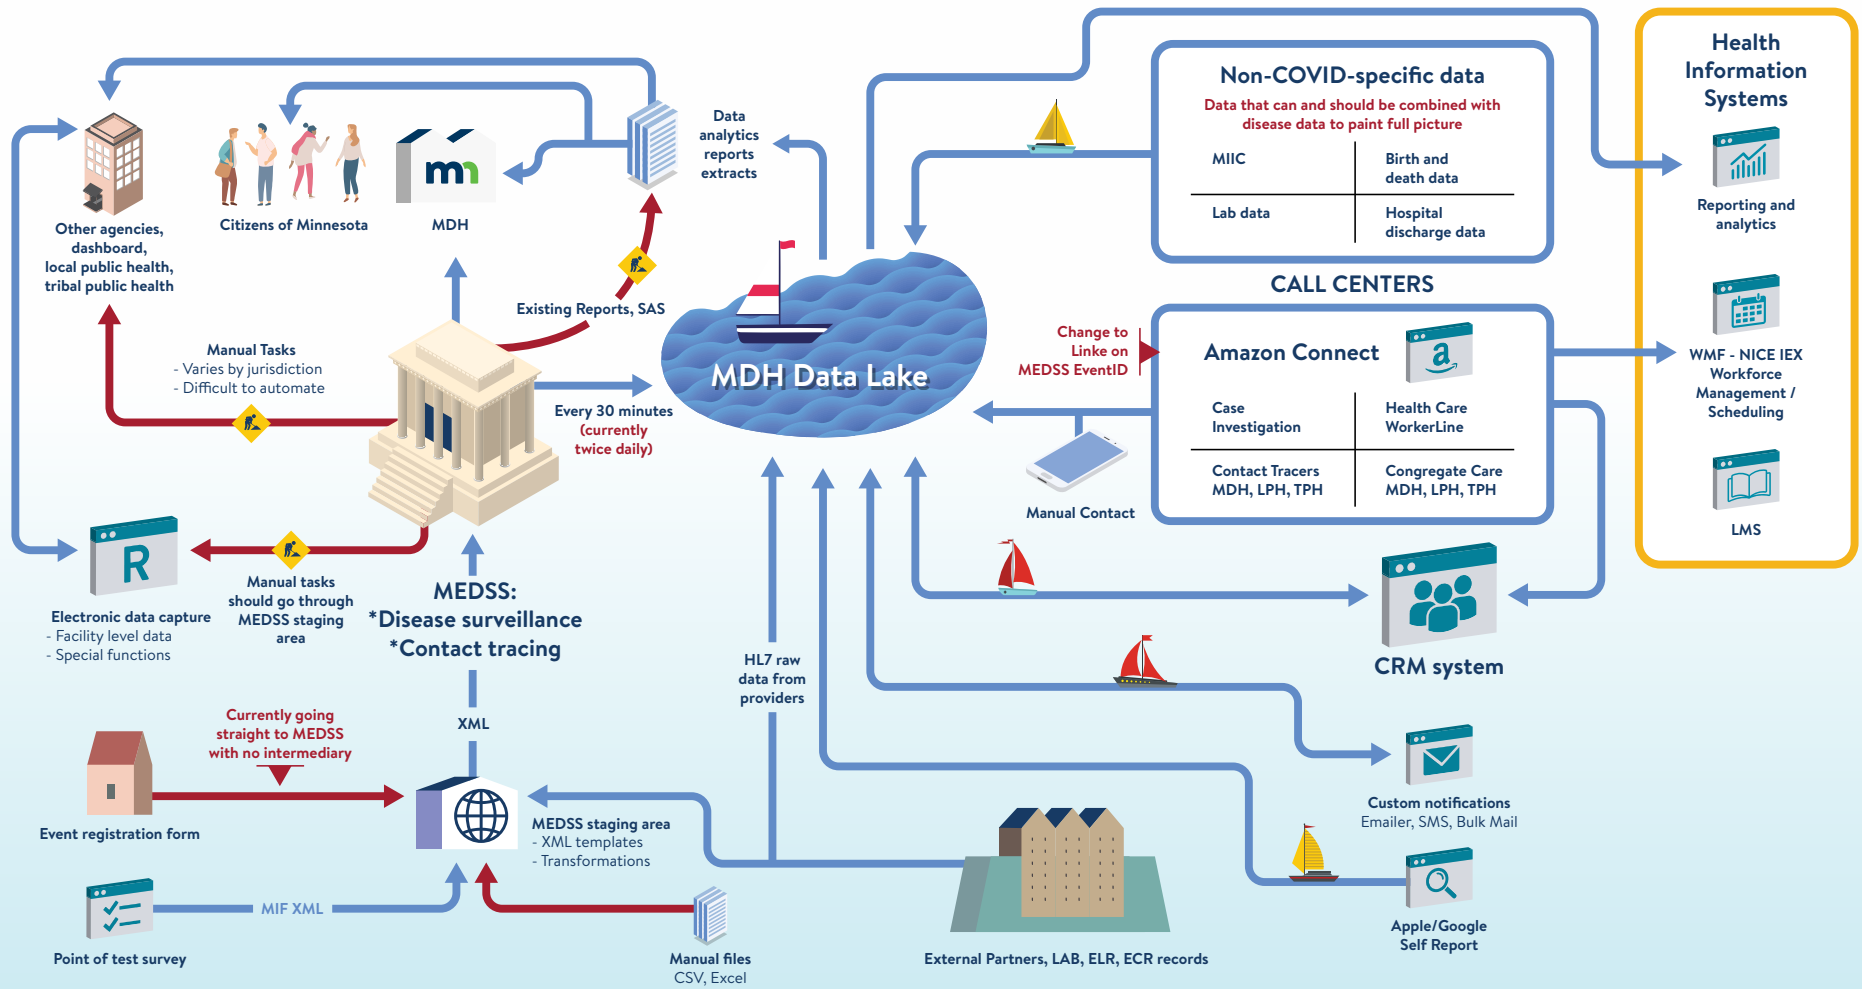 Health
Information
Systems
Reporting and
analytics
WMF - NICE IEX
Workforce
Management /
Scheduling
LMS
Non-COVID-specific data
Data that can and should be combined with
disease data to paint full picture
MIIC
Birth and
death data
Lab data
Hospital
discharge data
CALL CENTERS
Amazon Connect
a
Case
Investigation
Health Care
WorkerLine
Contact Tracers
MDH, LPH, TPH
Congregate Care
MDH, LPH, TPH
Change to
Linke on
MEDSS EventID
Manual Contact
Data
analytics
reports
extracts
Other agencies,
dashboard,
local public health,
tribal public health
Citizens of Minnesota
mn
MDH
Existing Reports, SAS
MDH Data Lake
Manual Tasks
- Varies by jurisdiction
- Difficult to automate
Every 30 minutes
(currently
twice daily)
R
Electronic data capture
- Facility level data
- Special functions
Manual tasks
should go through
MEDSS staging
area
MEDSS:
*Disease surveillance
*Contact tracing
XML
HL7 raw
data from
providers
CRM system
Currently going
straight to MEDSS
with no intermediary
Event registration form
MEDSS staging area
- XML templates
- Transformations
Custom notifications
Emailer, SMS, Bulk Mail
MIF XML
Point of test survey
Manual files
CSV, Excel
External Partners, LAB, ELR, ECR records
Apple/Google
Self Report